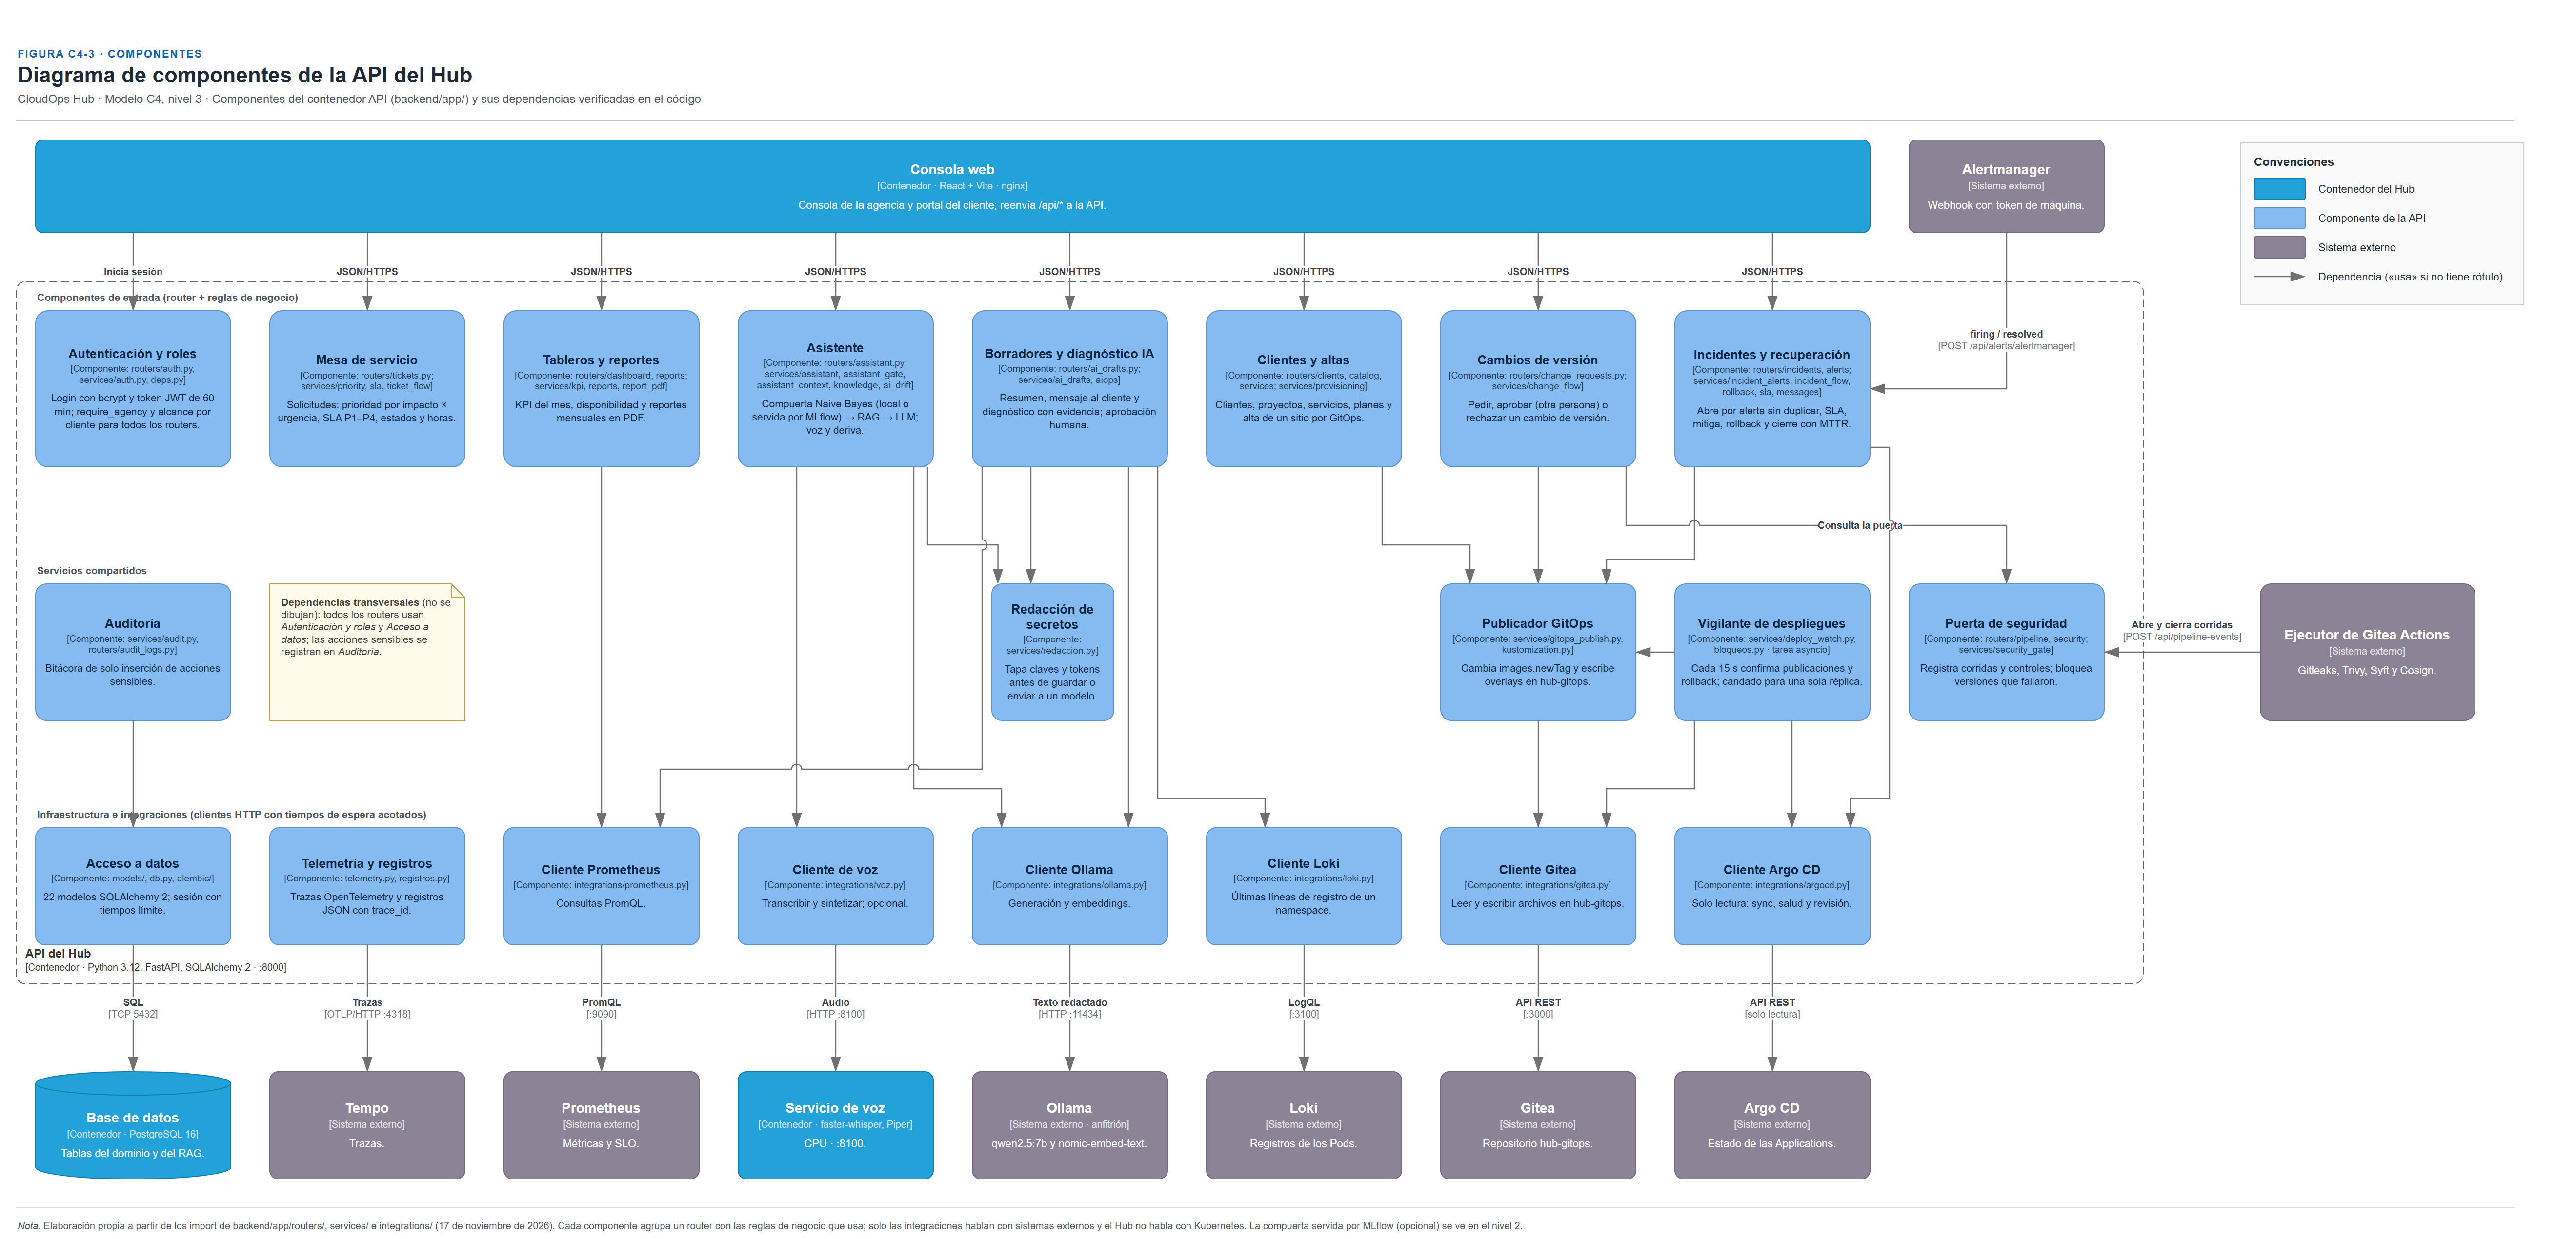 FIGURA C4-3 · COMPONENTES
Diagrama de componentes de la API del Hub
CloudOps Hub · Modelo C4, nivel 3 · Componentes del contenedor API (backend/app/) y sus dependencias verificadas en el código
Consola web
[Contenedor · React + Vite · nginx]
Consola de la agencia y portal del cliente; reenvía /api/* a la API.
Alertmanager
[Sistema externo]
Webhook con token de máquina.
Convenciones
Contenedor del Hub
Componente de la API
Sistema externo
Dependencia («usa» si no tiene rótulo)
Inicia sesión
JSON/HTTPS
JSON/HTTPS
JSON/HTTPS
JSON/HTTPS
JSON/HTTPS
JSON/HTTPS
JSON/HTTPS
Componentes de entrada (router + reglas de negocio)
firing / resolved
[POST /api/alerts/alertmanager]
Autenticación y roles
[Componente: routers/auth.py,
services/auth.py, deps.py]
Login con bcrypt y token JWT de 60
min; require_agency y alcance por
cliente para todos los routers.
Mesa de servicio
[Componente: routers/tickets.py;
services/priority, sla, ticket_flow]
Solicitudes: prioridad por impacto ×
urgencia, SLA P1–P4, estados y horas.
Tableros y reportes
[Componente: routers/dashboard, reports;
services/kpi, reports, report_pdf]
KPI del mes, disponibilidad y reportes
mensuales en PDF.
Asistente
[Componente: routers/assistant.py;
services/assistant, assistant_gate,
assistant_context, knowledge, ai_drift]
Compuerta Naive Bayes (local o
servida por MLflow) → RAG → LLM;
voz y deriva.
Borradores y diagnóstico IA
[Componente: routers/ai_drafts.py;
services/ai_drafts, aiops]
Resumen, mensaje al cliente y
diagnóstico con evidencia; aprobación
humana.
Clientes y altas
[Componente: routers/clients, catalog,
services; services/provisioning]
Clientes, proyectos, servicios, planes y
alta de un sitio por GitOps.
Cambios de versión
[Componente: routers/change_requests.py;
services/change_flow]
Pedir, aprobar (otra persona) o
rechazar un cambio de versión.
Incidentes y recuperación
[Componente: routers/incidents, alerts;
services/incident_alerts, incident_flow,
rollback, sla, messages]
Abre por alerta sin duplicar, SLA,
mitiga, rollback y cierre con MTTR.
Consulta la puerta
Servicios compartidos
Auditoría
[Componente: services/audit.py,
routers/audit_logs.py]
Bitácora de solo inserción de acciones
sensibles.
Dependencias transversales (no se
dibujan): todos los routers usan
Autenticación y roles y Acceso a
datos; las acciones sensibles se
registran en Auditoría.
Redacción de
secretos
[Componente:
services/redaccion.py]
Tapa claves y tokens
antes de guardar o
enviar a un modelo.
Publicador GitOps
[Componente: services/gitops_publish.py,
kustomization.py]
Cambia images.newTag y escribe
overlays en hub-gitops.
Vigilante de despliegues
[Componente: services/deploy_watch.py,
bloqueos.py · tarea asyncio]
Cada 15 s confirma publicaciones y
rollback; candado para una sola réplica.
Puerta de seguridad
[Componente: routers/pipeline, security;
services/security_gate]
Registra corridas y controles; bloquea
versiones que fallaron.
Abre y cierra corridas
[POST /api/pipeline-events]
Ejecutor de Gitea Actions
[Sistema externo]
Gitleaks, Trivy, Syft y Cosign.
Infraestructura e integraciones (clientes HTTP con tiempos de espera acotados)
Acceso a datos
[Componente: models/, db.py, alembic/]
22 modelos SQLAlchemy 2; sesión con
tiempos límite.
Telemetría y registros
[Componente: telemetry.py, registros.py]
Trazas OpenTelemetry y registros
JSON con trace_id.
Cliente Prometheus
[Componente: integrations/prometheus.py]
Consultas PromQL.
Cliente de voz
[Componente: integrations/voz.py]
Transcribir y sintetizar; opcional.
Cliente Ollama
[Componente: integrations/ollama.py]
Generación y embeddings.
Cliente Loki
[Componente: integrations/loki.py]
Últimas líneas de registro de un
namespace.
Cliente Gitea
[Componente: integrations/gitea.py]
Leer y escribir archivos en hub-gitops.
Cliente Argo CD
[Componente: integrations/argocd.py]
Solo lectura: sync, salud y revisión.
API del Hub
[Contenedor · Python 3.12, FastAPI, SQLAlchemy 2 · :8000]
SQL
[TCP 5432]
Trazas
[OTLP/HTTP :4318]
PromQL
[:9090]
Audio
[HTTP :8100]
Texto redactado
[HTTP :11434]
LogQL
[:3100]
API REST
[:3000]
API REST
[solo lectura]
Base de datos
[Contenedor · PostgreSQL 16]
Tablas del dominio y del RAG.
Tempo
[Sistema externo]
Trazas.
Prometheus
[Sistema externo]
Métricas y SLO.
Servicio de voz
[Contenedor · faster-whisper, Piper]
CPU · :8100.
Ollama
[Sistema externo · anfitrión]
qwen2.5:7b y nomic-embed-text.
Loki
[Sistema externo]
Registros de los Pods.
Gitea
[Sistema externo]
Repositorio hub-gitops.
Argo CD
[Sistema externo]
Estado de las Applications.
Nota. Elaboración propia a partir de los import de backend/app/routers/, services/ e integrations/ (17 de noviembre de 2026). Cada componente agrupa un router con las reglas de negocio que usa; solo las integraciones hablan con sistemas externos y el Hub no habla con Kubernetes. La compuerta servida por MLflow (opcional) se ve en el nivel 2.